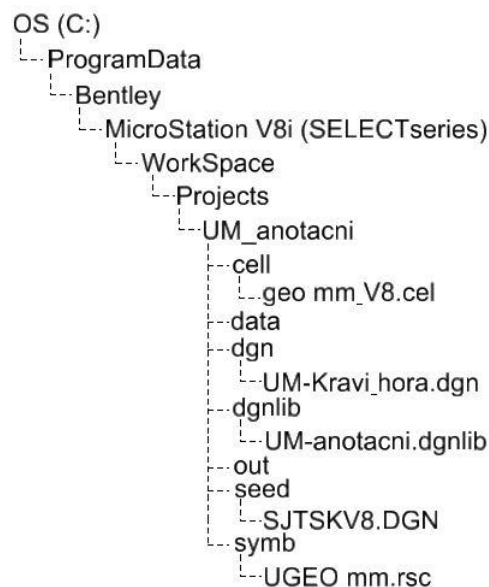 OS (C:)
ProgramData
Bentley
MicroStation V8i (SELECTseries)
WorkSpace
Projects
UM_anotacni
cell
geo mm_V8.cel
data
dgn
UM-Kravi_hora.dgn
dgnlib
UM-anotacni.dgnlib
out
seed
SJTSKV8.DGN
symb
UGEO mm.rsc